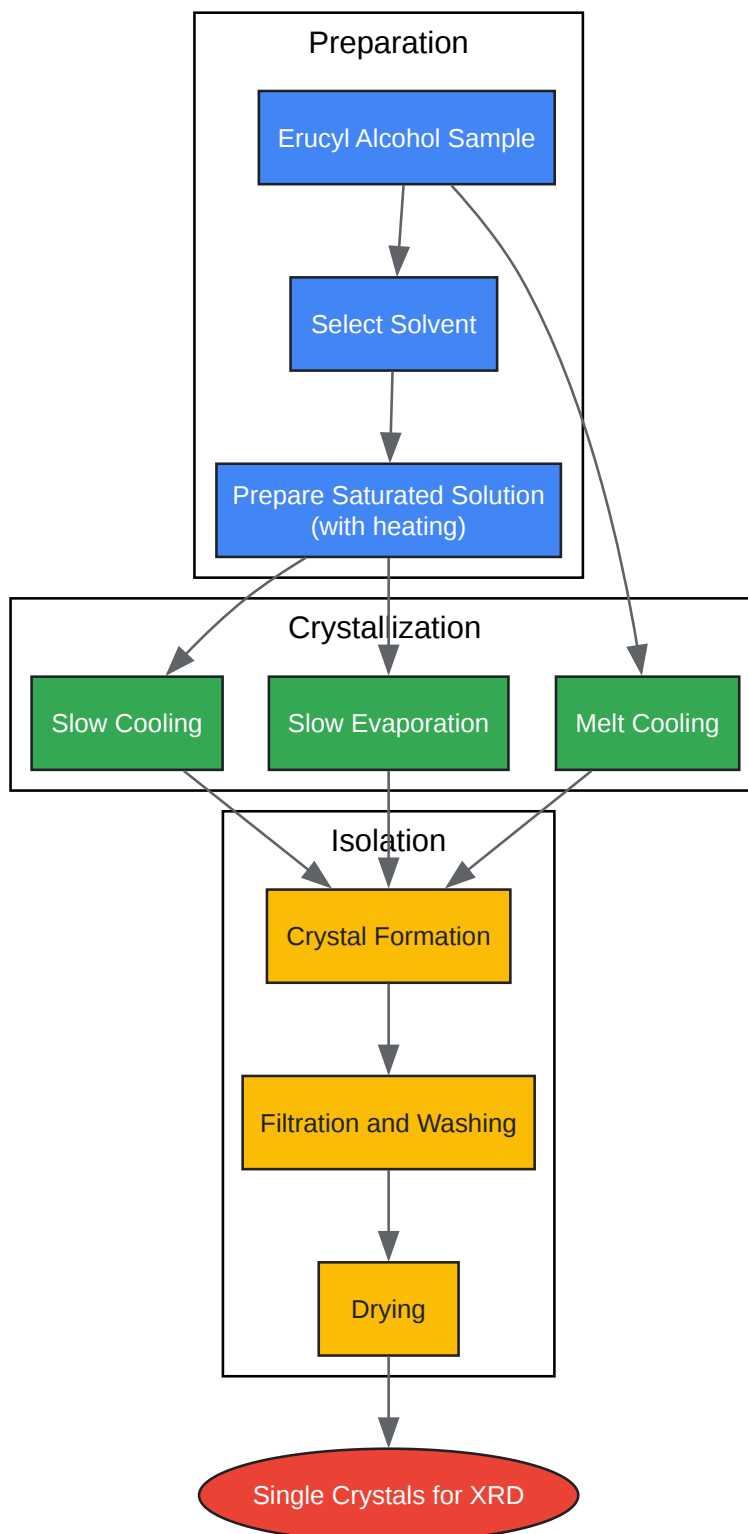 Preparation
Erucyl Alcohol Sample
Select Solvent
Prepare Saturated Solution
(with heating)
Crystallization
Slow Cooling
Slow Evaporation
Melt Cooling
Isolation
Crystal Formation
Filtration and Washing
Drying
Single Crystals for XRD